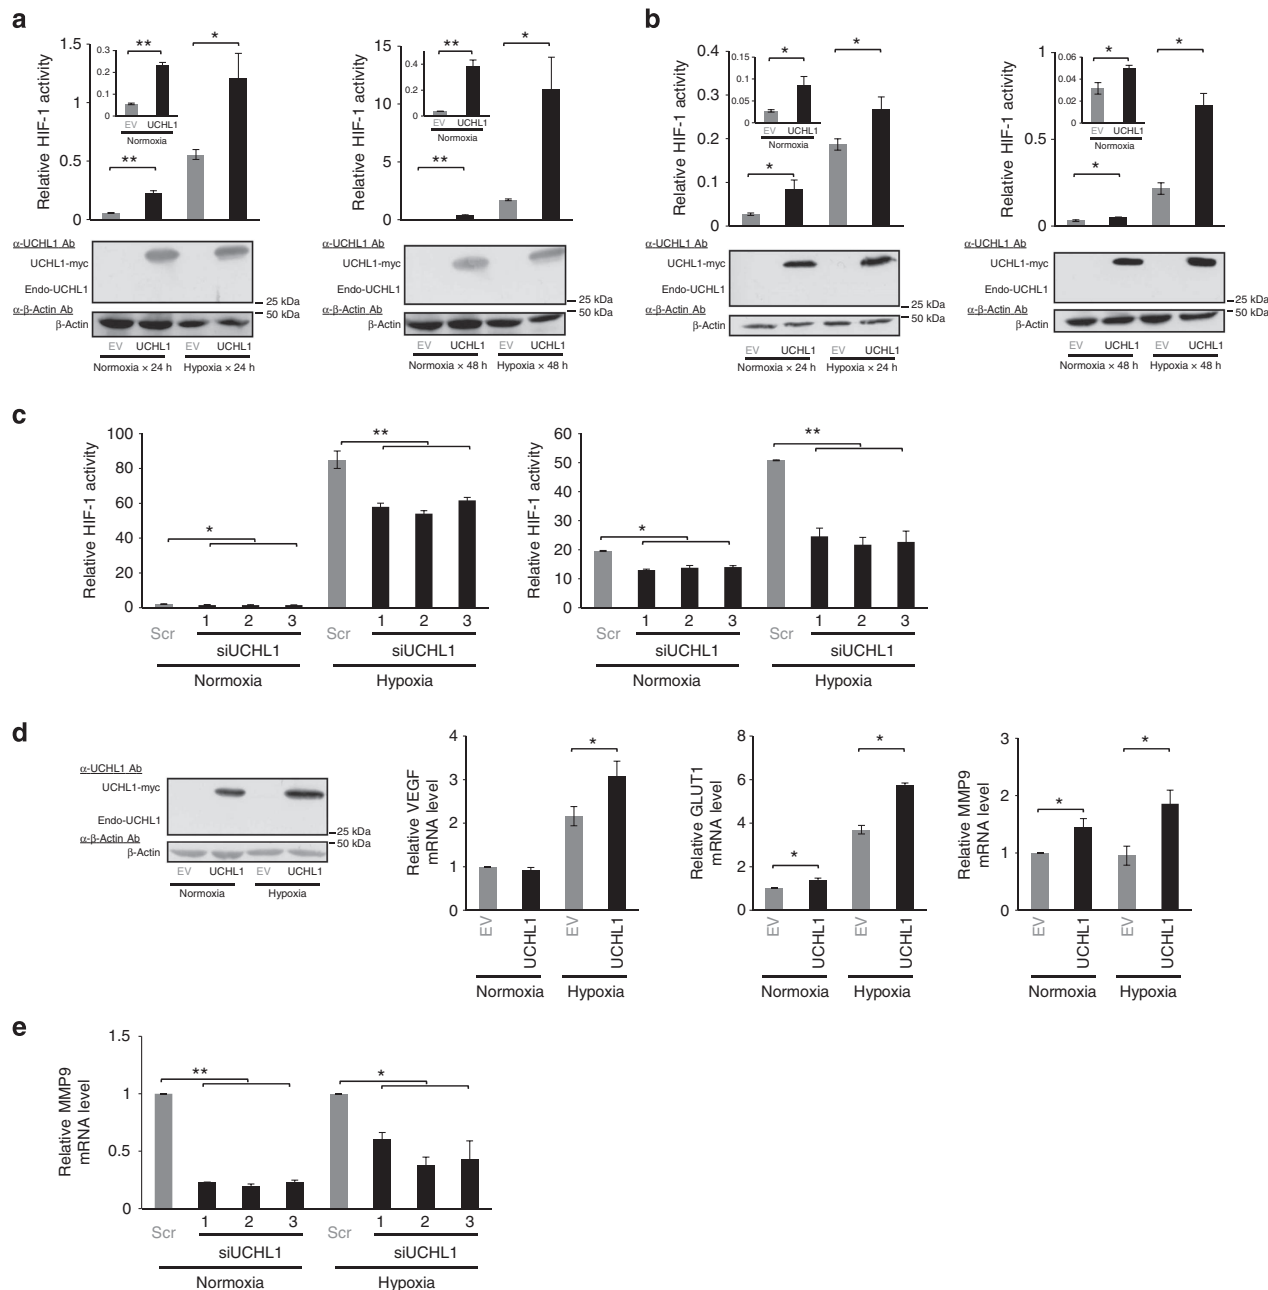 a
Relative HIF-1 activity
1.5
1
0.5
0
0.3
0.2
0.1
0
EV UCHL1
Normoxia
**
*
**
α-UCHL1 Ab
UCHL1-myc
Endo-UCHL1
α-β-Actin Ab
β-Actin
25 kDa
50 kDa
EV UCHL1 EV UCHL1
Normoxia × 24 h Hypoxia × 24 h
Relative HIF-1 activity
15
10
5
0
0.4
0.2
0
EV UCHL1
Normoxia
**
*
**
α-UCHL1 Ab
UCHL1-myc
Endo-UCHL1
α-β-Actin Ab
β-Actin
25 kDa
50 kDa
EV UCHL1 EV UCHL1
Normoxia × 48 h Hypoxia × 48 h
b
Relative HIF-1 activity
0.4
0.3
0.2
0.1
0
0.15
0.1
0.05
0
EV UCHL1
Normoxia
*
*
*
α-UCHL1 Ab
UCHL1-myc
Endo-UCHL1
α-β-Actin Ab
β-Actin
25 kDa
50 kDa
EV UCHL1 EV UCHL1
Normoxia × 24 h Hypoxia × 24 h
Relative HIF-1 activity
1
0.5
0
0.06
0.04
0.02
0
EV UCHL1
Normoxia
*
*
*
α-UCHL1 Ab
UCHL1-myc
Endo-UCHL1
α-β-Actin Ab
β-Actin
25 kDa
50 kDa
EV UCHL1 EV UCHL1
Normoxia × 48 h Hypoxia × 48 h
c
Relative HIF-1 activity
100
80
60
40
20
0
*
**
Scr 1 2 3 Scr 1 2 3
siUCHL1 siUCHL1
Normoxia Hypoxia
Relative HIF-1 activity
60
50
40
30
20
10
0
*
**
Scr 1 2 3 Scr 1 2 3
siUCHL1 siUCHL1
Normoxia Hypoxia
d
α-UCHL1 Ab
UCHL1-myc
Endo-UCHL1
α-β-Actin Ab
β-Actin
25 kDa
50 kDa
EV UCHL1 EV UCHL1
Normoxia Hypoxia
Relative VEGF
mRNA level
4
3
2
1
0
*
EV UCHL1 EV UCHL1
Normoxia Hypoxia
Relative GLUT1
mRNA level
8
6
4
2
0
*
*
EV UCHL1 EV UCHL1
Normoxia Hypoxia
Relative MMP9
mRNA level
3
2
1
0
*
*
EV UCHL1 EV UCHL1
Normoxia Hypoxia
e
Relative MMP9
mRNA level
1.5
1
0.5
0
**
*
Scr 1 2 3 Scr 1 2 3
siUCHL1 siUCHL1
Normoxia Hypoxia